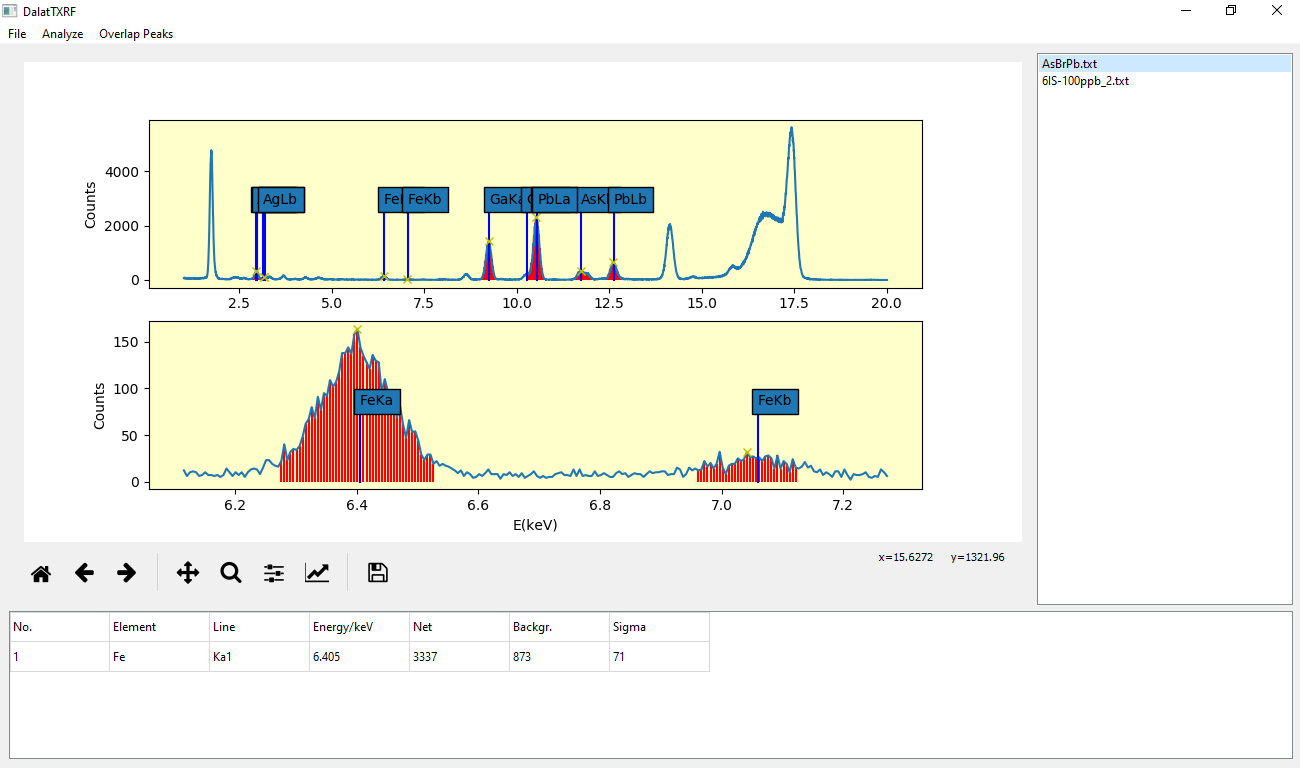 DalatTXRF
File Analyze Overlap Peaks
AsBrPb.txt
6IS-100ppb_2.txt
Counts
4000
2000
0
AgLb FeKb GaKa PbLa PbLb
2.5 5.0 7.5 10.0 12.5 15.0 17.5 20.0
Counts
150
100
50
0
FeKa FeKb
6.2 6.4 6.6 6.8 7.0 7.2
E(keV)
x=15.6272 y=1321.96
No. Element Line Energy/keV Net Backgr. Sigma
1 Fe Ka1 6.405 3337 873 71